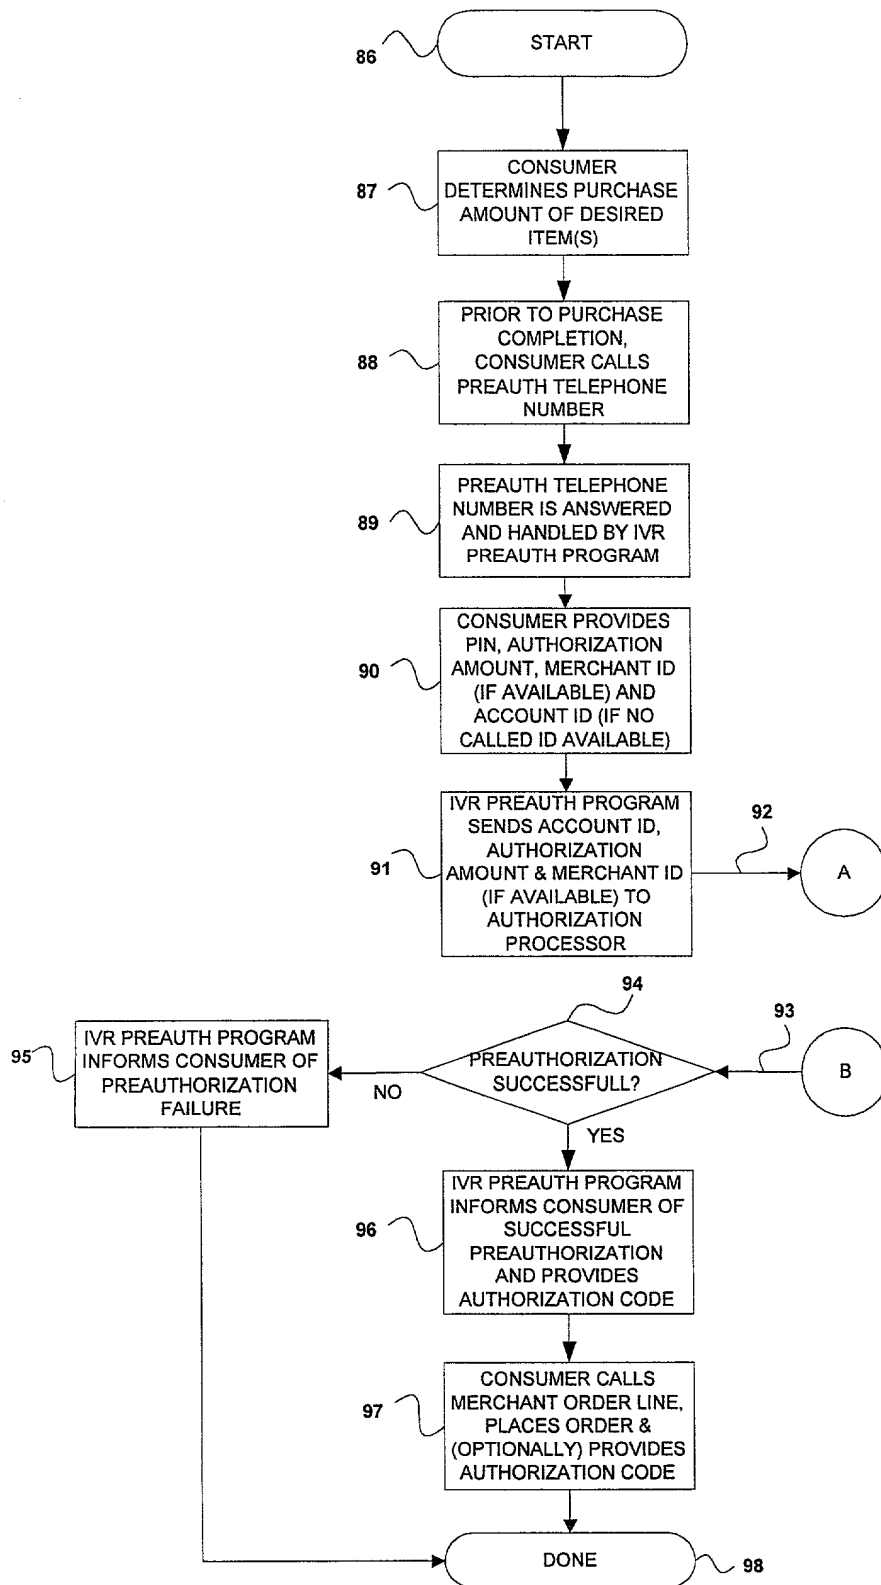 START
86
CONSUMER
DETERMINES PURCHASE
AMOUNT OF DESIRED
ITEM(S)
87
PRIOR TO PURCHASE
COMPLETION,
CONSUMER CALLS
PREAUTH TELEPHONE
NUMBER
88
PREAUTH TELEPHONE
NUMBER IS ANSWERED
AND HANDLED BY IVR
PREAUTH PROGRAM
89
CONSUMER PROVIDES
PIN, AUTHORIZATION
AMOUNT, MERCHANT ID
(IF AVAILABLE) AND
ACCOUNT ID (IF NO
CALLED ID AVAILABLE)
90
IVR PREAUTH PROGRAM
SENDS ACCOUNT ID,
AUTHORIZATION
AMOUNT & MERCHANT ID
(IF AVAILABLE) TO
AUTHORIZATION
PROCESSOR
91
92
A
94
93
B
PREAUTHORIZATION
SUCCESSFULL?
NO
YES
95
IVR PREAUTH PROGRAM
INFORMS CONSUMER OF
PREAUTHORIZATION
FAILURE
IVR PREAUTH PROGRAM
INFORMS CONSUMER OF
SUCCESSFUL
PREAUTHORIZATION
AND PROVIDES
AUTHORIZATION CODE
96
CONSUMER CALLS
MERCHANT ORDER LINE,
PLACES ORDER &
(OPTIONALLY) PROVIDES
AUTHORIZATION CODE
97
DONE
98